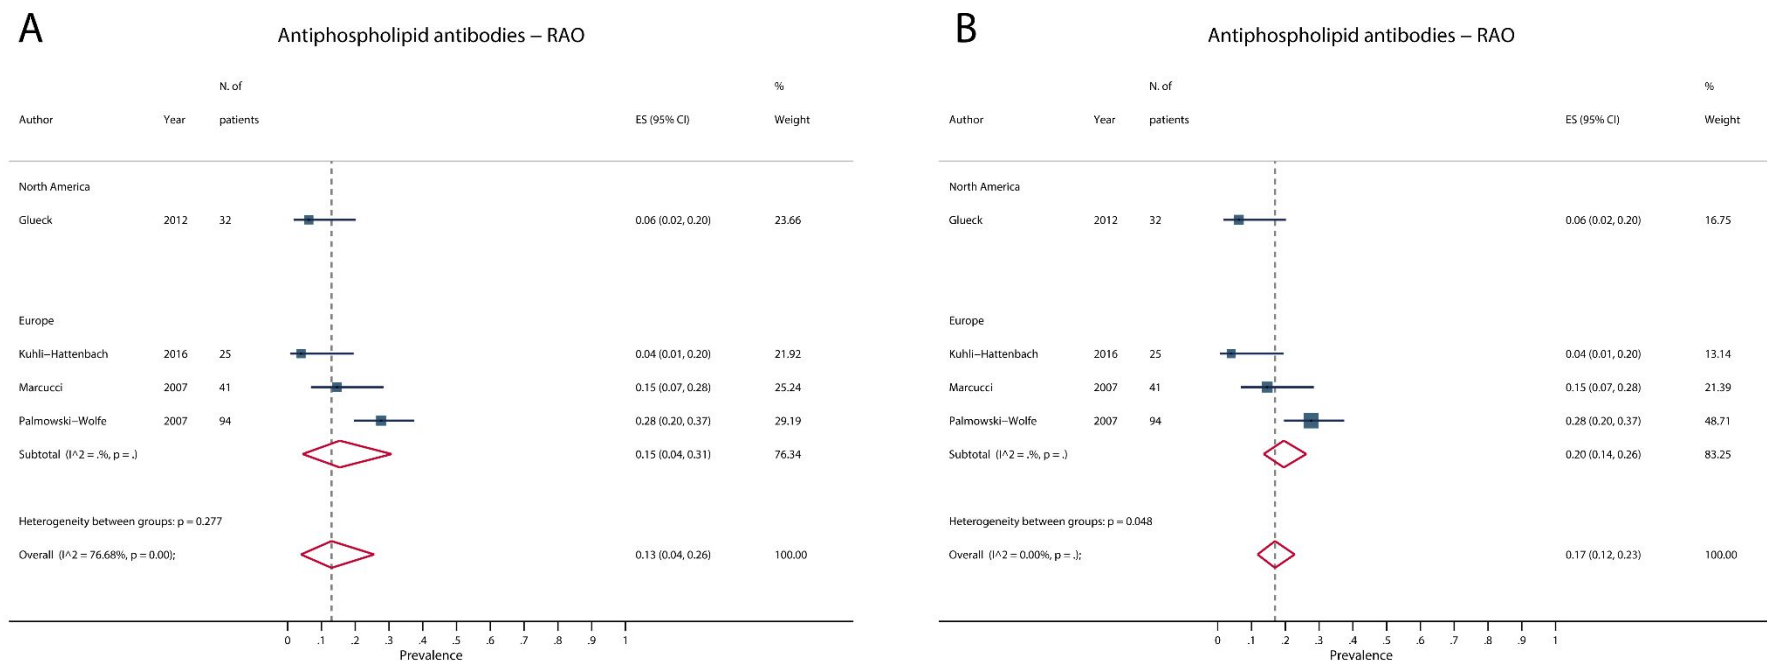 A
Antiphospholipid antibodies – RAO
N. of %
Author Year patients ES (95% CI) Weight
North America
Glueck 2012 32 0.06 (0.02, 0.20) 23.66
Europe
Kuhli−Hattenbach 2016 25 0.04 (0.01, 0.20) 21.92
Marcucci 2007 41 0.15 (0.07, 0.28) 25.24
Palmowski−Wolfe 2007 94 0.28 (0.20, 0.37) 29.19
Subtotal (I^2 = .%, p = .) 0.15 (0.04, 0.31) 76.34
Heterogeneity between groups: p = 0.277
Overall (I^2 = 76.68%, p = 0.00); 0.13 (0.04, 0.26) 100.00
0 .1 .2 .3 .4 .5 .6 .7 .8 .9 1
Prevalence
B
Antiphospholipid antibodies – RAO
N. of %
Author Year patients ES (95% CI) Weight
North America
Glueck 2012 32 0.06 (0.02, 0.20) 16.75
Europe
Kuhli−Hattenbach 2016 25 0.04 (0.01, 0.20) 13.14
Marcucci 2007 41 0.15 (0.07, 0.28) 21.39
Palmowski−Wolfe 2007 94 0.28 (0.20, 0.37) 48.71
Subtotal (I^2 = .%, p = .) 0.20 (0.14, 0.26) 83.25
Heterogeneity between groups: p = 0.048
Overall (I^2 = 0.00%, p = .); 0.17 (0.12, 0.23) 100.00
0 .1 .2 .3 .4 .5 .6 .7 .8 .9 1
Prevalence